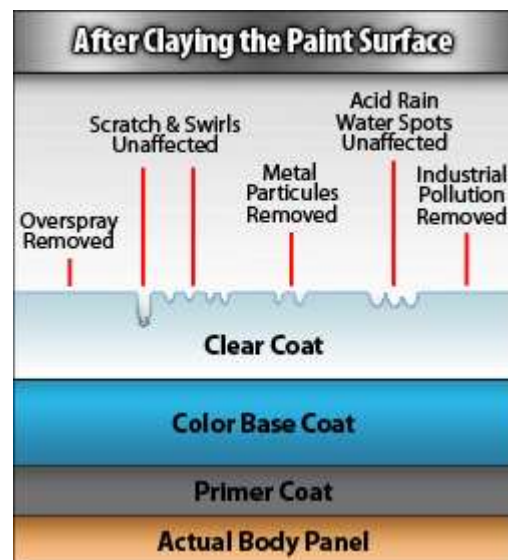 After Claying the Paint Surface
Scratch & Swirls
Unaffected
Acid Rain
Water Spots
Unaffected
Metal
Particules
Removed
Industrial
Pollution
Removed
Overspray
Removed
Clear Coat
Color Base Coat
Primer Coat
Actual Body Panel